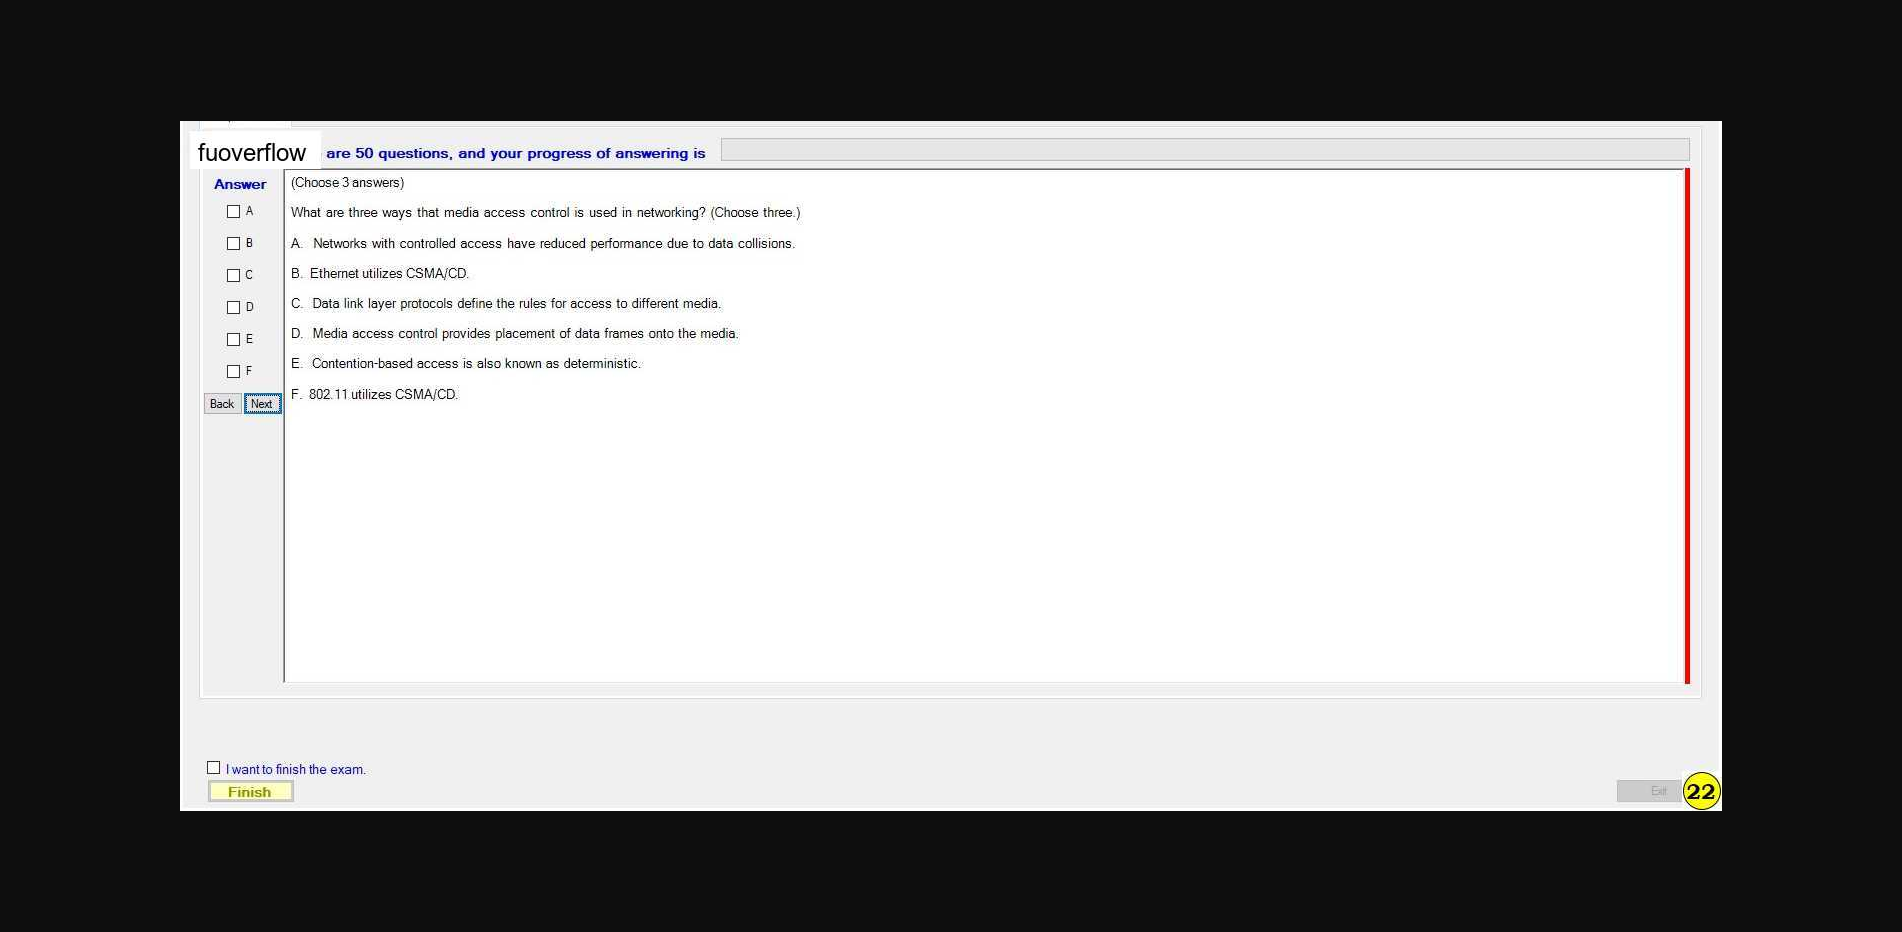 fuoverflow are 50 questions, and your progress of answering is
Answer
(Choose 3 answers)
A
What are three ways that media access control is used in networking? (Choose three.)
B
A. Networks with controlled access have reduced performance due to data collisions.
C
B. Ethernet utilizes CSMA/CD.
D
C. Data link layer protocols define the rules for access to different media.
E
D. Media access control provides placement of data frames onto the media.
F
E. Contention-based access is also known as deterministic.
Back Next
F. 802.11 utilizes CSMA/CD.
I want to finish the exam.
Finish
Exit
22